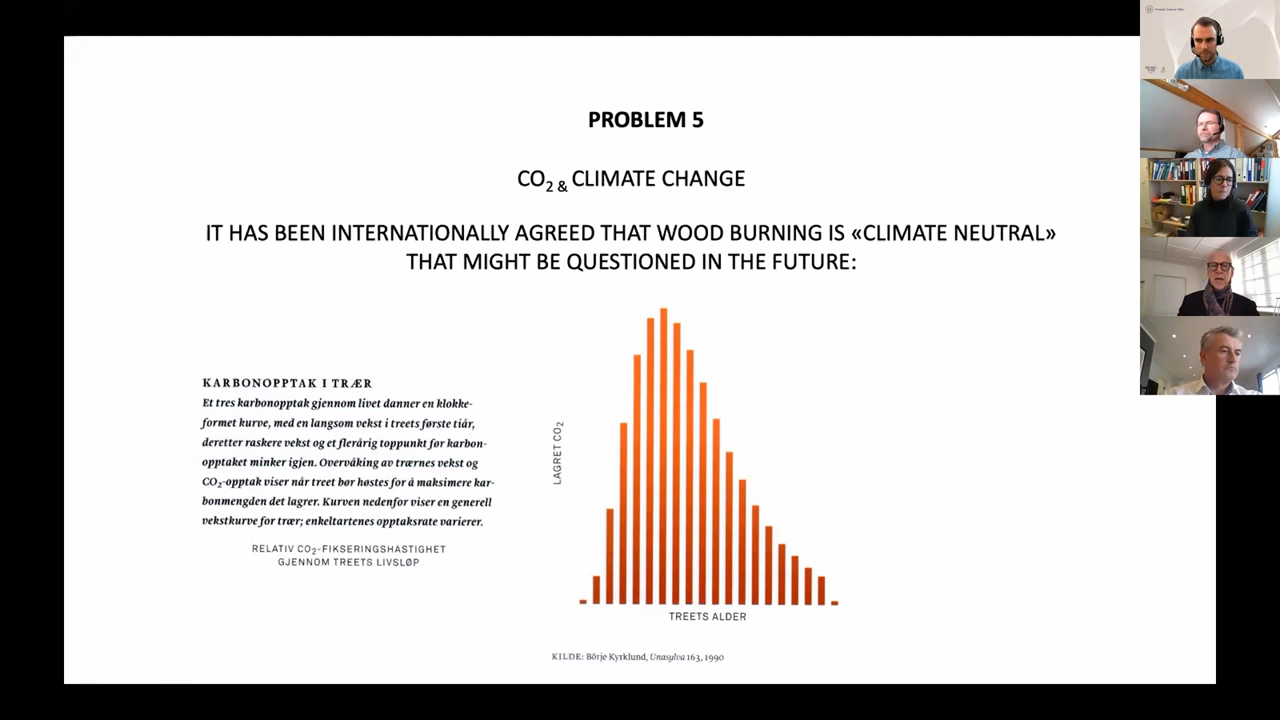 PROBLEM 5
CO2 & CLIMATE CHANGE
IT HAS BEEN INTERNATIONALLY AGREED THAT WOOD BURNING IS «CLIMATE NEUTRAL»
THAT MIGHT BE QUESTIONED IN THE FUTURE:
KARBONOPPTAK I TRÆR
Et tres karbonopptak gjennom livet danner en klokke-
formet kurve, med en langsom vekst i treets første tiår,
deretter raskere vekst og et flerårig toppunkt før karbon-
opptaket minker igjen. Overvåking av trærnes vekst og
CO2-opptak viser når treet bør høstes for å maksimere kar-
bonmengden det lagrer. Kurven nedenfor viser en generell
vekstkurve for trær; enkeltartenes opptaksrate varierer.
RELATIV CO2-FIKSERINGSHASTIGHET
GJENNOM TREETS LIVSLØP
LAGRET CO2
TREETS ALDER
KILDE: Börje Kyrklund, Unasylva 163, 1990